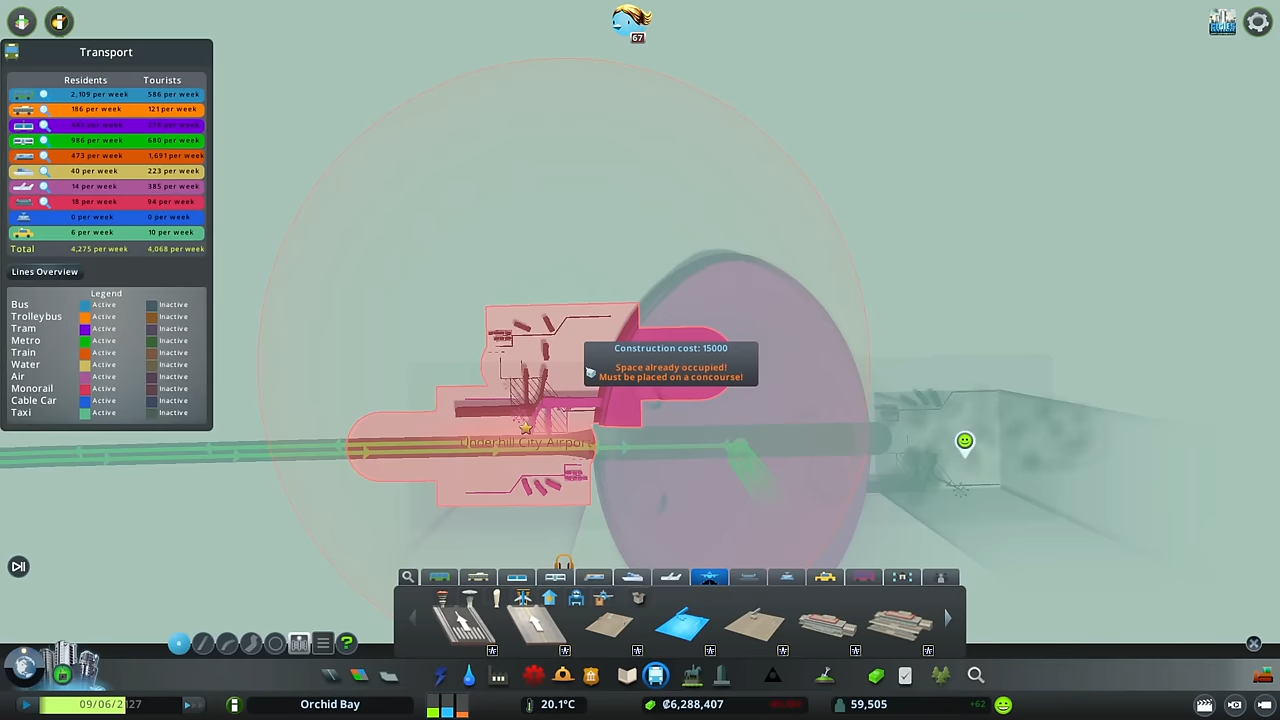 67
Transport
Residents Tourists
2,109 per week 586 per week
186 per week 121 per week
986 per week 680 per week
473 per week 1,691 per week
40 per week 223 per week
14 per week 385 per week
18 per week 94 per week
0 per week 0 per week
6 per week 10 per week
Total 4,275 per week 4,068 per week
Lines Overview
Legend
Bus Active Inactive
Trolleybus Active Inactive
Tram Active Inactive
Metro Active Inactive
Train Active Inactive
Water Active Inactive
Air Active Inactive
Monorail Active Inactive
Cable Car Active Inactive
Taxi Active Inactive
Construction cost: 15000
Space already occupied!
Must be placed on a concourse!
Underhill City Airport
09/06/2127
Orchid Bay
20.1°C
₡6,288,407
59,505
+62